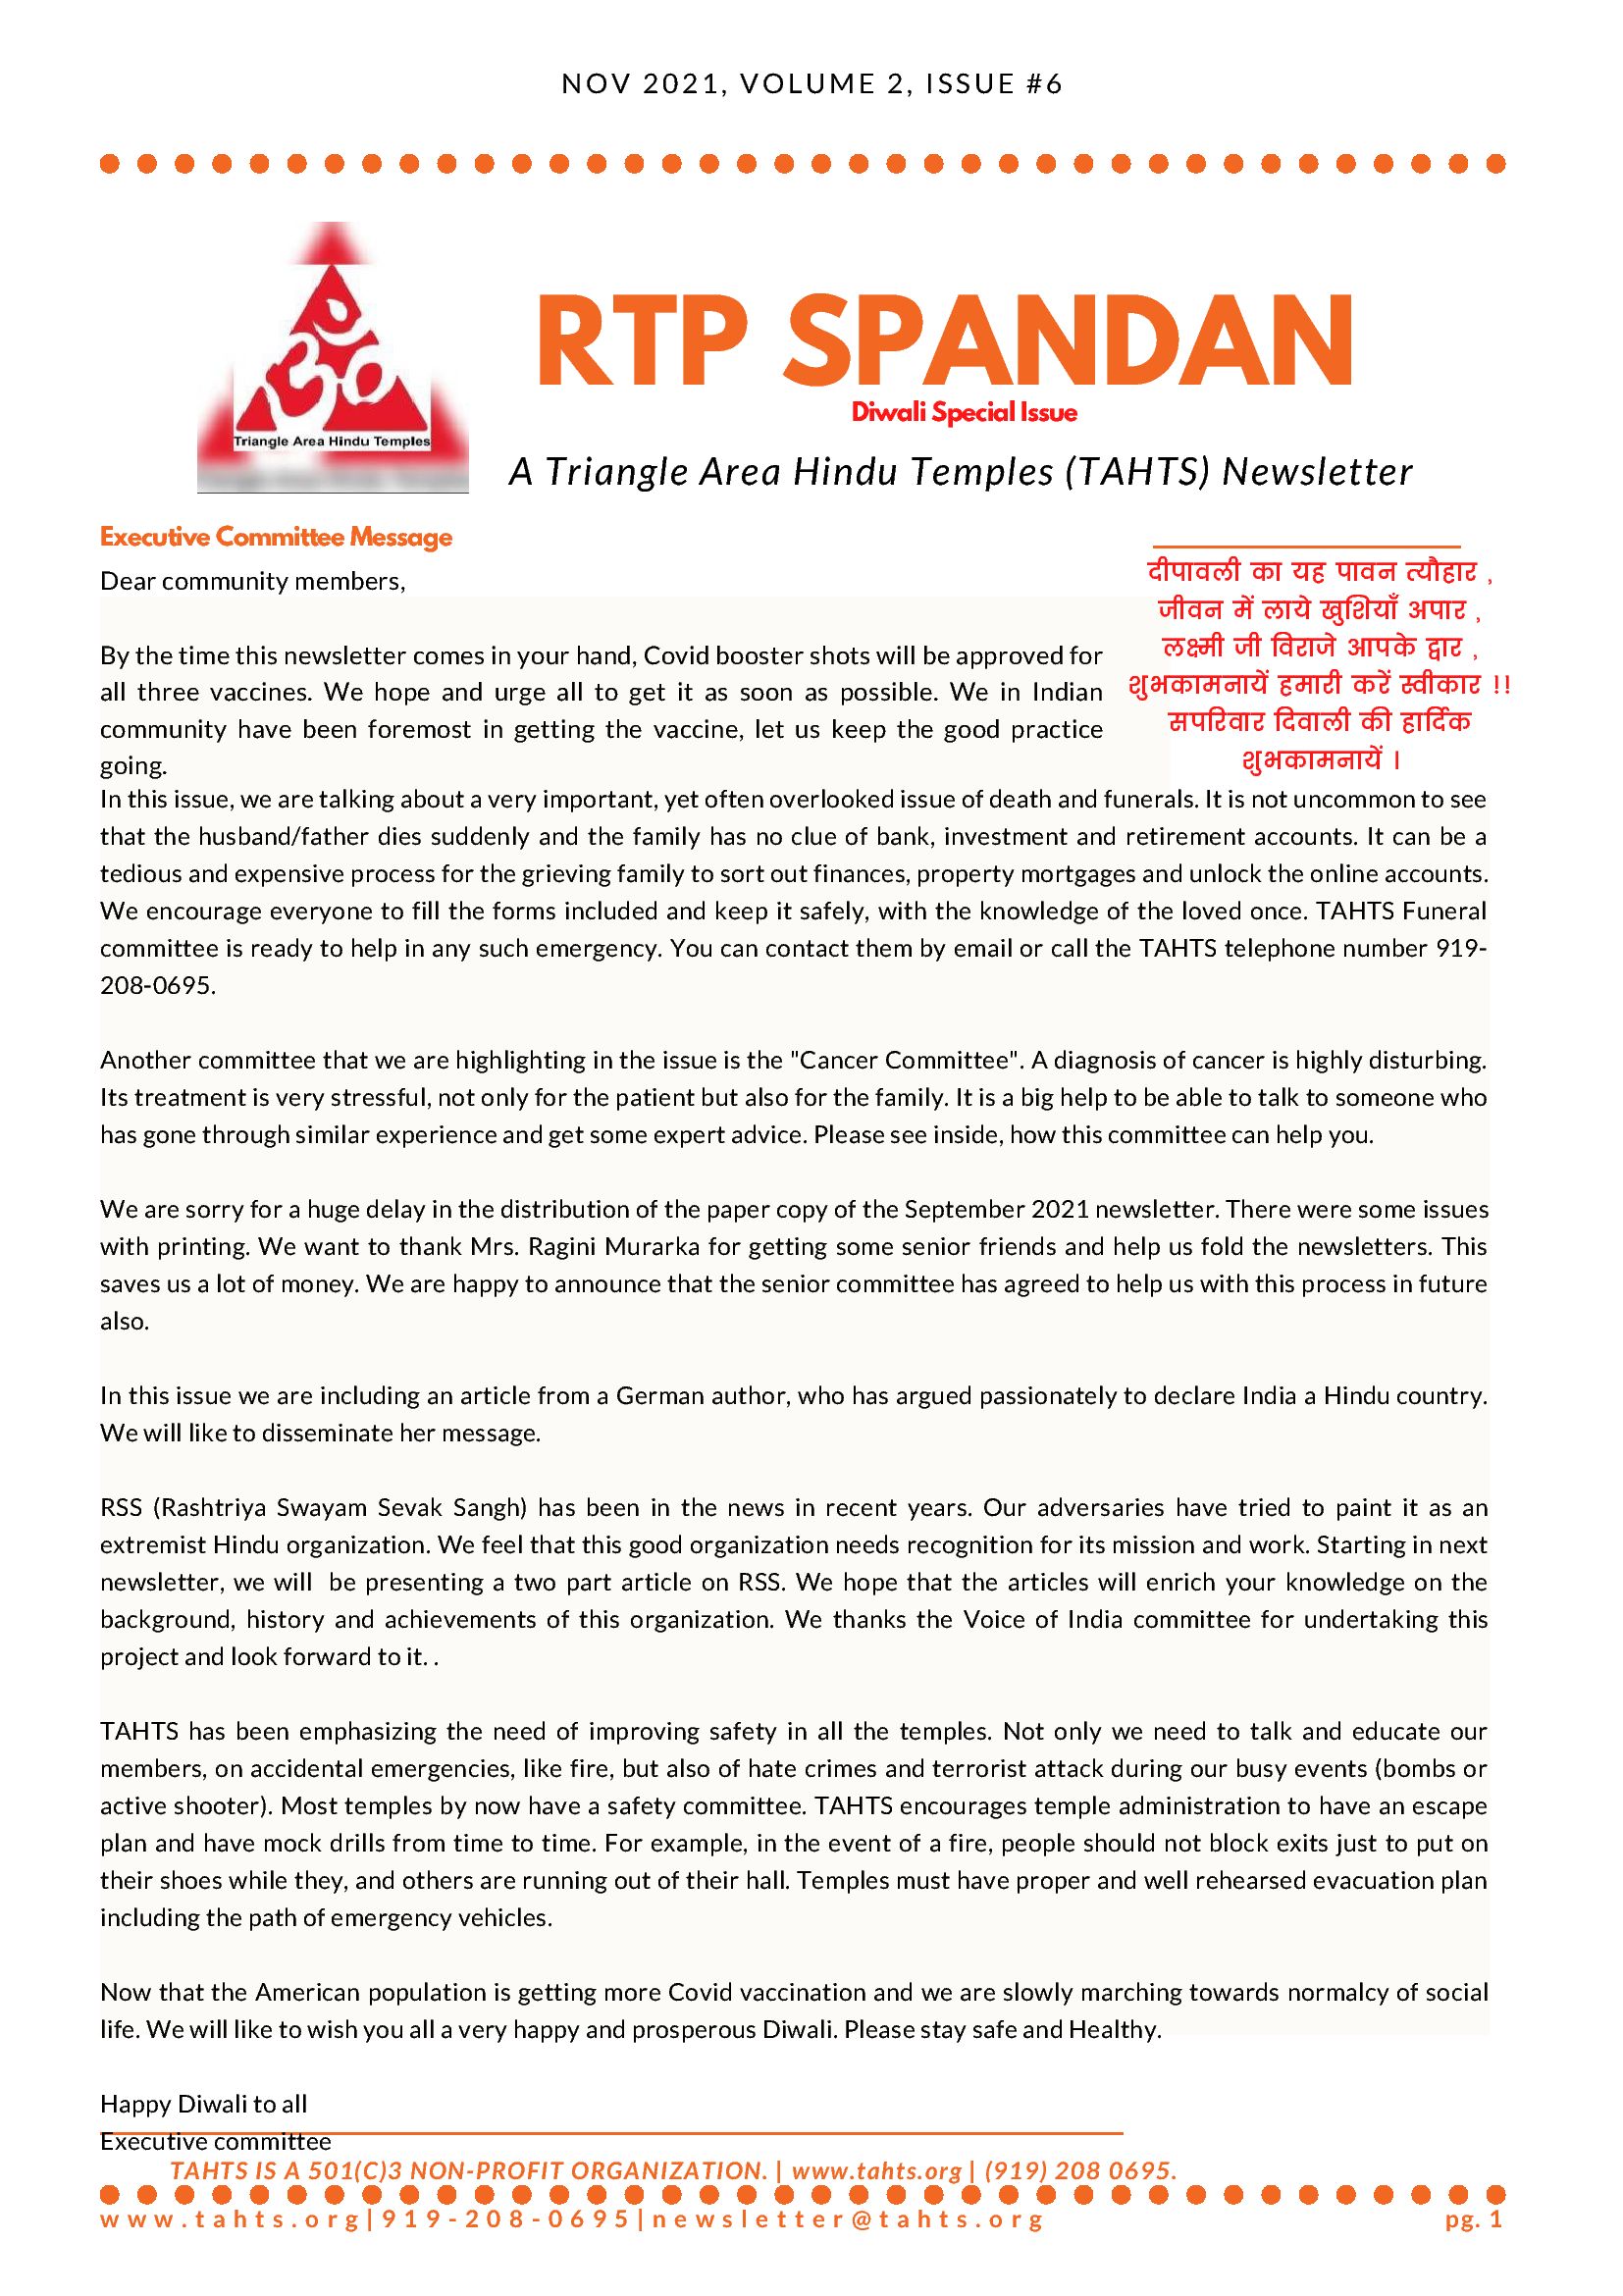 NOV 2021, VOLUME 2, ISSUE #6
Triangle Area Hindu Temples
RTP SPANDAN
Diwali Special Issue
A Triangle Area Hindu Temples (TAHTS) Newsletter
Executive Committee Message
Dear community members,
By the time this newsletter comes in your hand, Covid booster shots will be approved for
all three vaccines. We hope and urge all to get it as soon as possible. We in Indian
community have been foremost in getting the vaccine, let us keep the good practice
going.
दीपावली का यह पावन त्यौहार ,
जीवन में लाये खुशियाँ अपार ,
लक्ष्मी जी विराजे आपके द्वार ,
शुभकामनायें हमारी करें स्वीकार !!
सपरिवार दिवाली की हार्दिक
शुभकामनायें ।
In this issue, we are talking about a very important, yet often overlooked issue of death and funerals. It is not uncommon to see
that the husband/father dies suddenly and the family has no clue of bank, investment and retirement accounts. It can be a
tedious and expensive process for the grieving family to sort out finances, property mortgages and unlock the online accounts.
We encourage everyone to fill the forms included and keep it safely, with the knowledge of the loved once. TAHTS Funeral
committee is ready to help in any such emergency. You can contact them by email or call the TAHTS telephone number 919-
208-0695.
Another committee that we are highlighting in the issue is the "Cancer Committee". A diagnosis of cancer is highly disturbing.
Its treatment is very stressful, not only for the patient but also for the family. It is a big help to be able to talk to someone who
has gone through similar experience and get some expert advice. Please see inside, how this committee can help you.
We are sorry for a huge delay in the distribution of the paper copy of the September 2021 newsletter. There were some issues
with printing. We want to thank Mrs. Ragini Murarka for getting some senior friends and help us fold the newsletters. This
saves us a lot of money. We are happy to announce that the senior committee has agreed to help us with this process in future
also.
In this issue we are including an article from a German author, who has argued passionately to declare India a Hindu country.
We will like to disseminate her message.
RSS (Rashtriya Swayam Sevak Sangh) has been in the news in recent years. Our adversaries have tried to paint it as an
extremist Hindu organization. We feel that this good organization needs recognition for its mission and work. Starting in next
newsletter, we will be presenting a two part article on RSS. We hope that the articles will enrich your knowledge on the
background, history and achievements of this organization. We thanks the Voice of India committee for undertaking this
project and look forward to it. .
TAHTS has been emphasizing the need of improving safety in all the temples. Not only we need to talk and educate our
members, on accidental emergencies, like fire, but also of hate crimes and terrorist attack during our busy events (bombs or
active shooter). Most temples by now have a safety committee. TAHTS encourages temple administration to have an escape
plan and have mock drills from time to time. For example, in the event of a fire, people should not block exits just to put on
their shoes while they, and others are running out of their hall. Temples must have proper and well rehearsed evacuation plan
including the path of emergency vehicles.
Now that the American population is getting more Covid vaccination and we are slowly marching towards normalcy of social
life. We will like to wish you all a very happy and prosperous Diwali. Please stay safe and Healthy.
Happy Diwali to all
Executive committee
TAHTS IS A 501(C)3 NON-PROFIT ORGANIZATION. | www.tahts.org | (919) 208 0695.
www.tahts.org|919-208-0695|newsletter@tahts.org
pg. 1